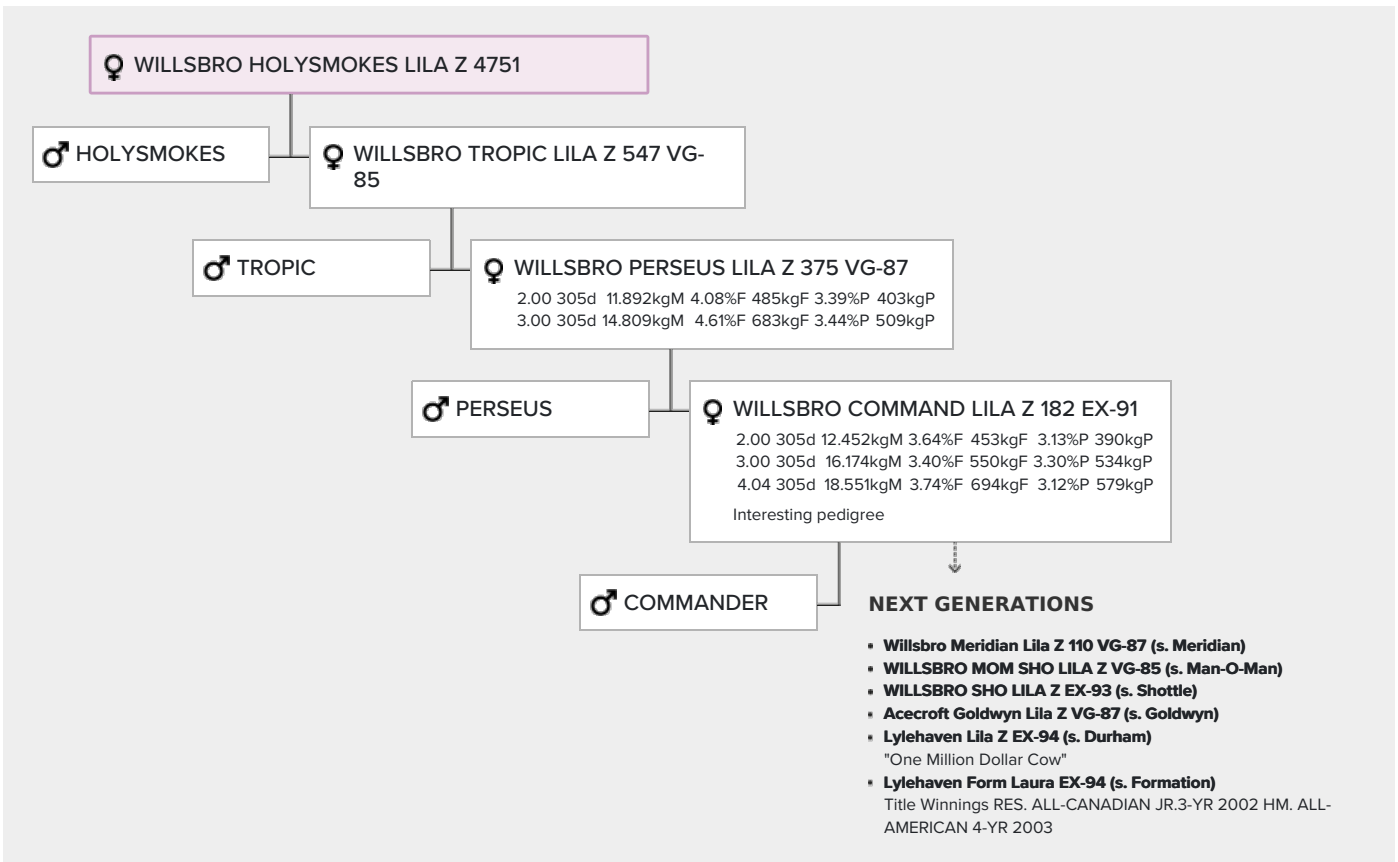 WILLSBRO HOLYSMOKES LILA Z 4751
HOLYSMOKES
WILLSBRO TROPIC LILA Z 547 VG-
85
TROPIC
WILLSBRO PERSEUS LILA Z 375 VG-87
2.00 305d 11.892kgM 4.08%F 485kgF 3.39%P 403kgP
3.00 305d 14.809kgM 4.61%F 683kgF 3.44%P 509kgP
PERSEUS
WILLSBRO COMMAND LILA Z 182 EX-91
2.00 305d 12.452kgM 3.64%F 453kgF 3.13%P 390kgP
3.00 305d 16.174kgM 3.40%F 550kgF 3.30%P 534kgP
4.04 305d 18.551kgM 3.74%F 694kgF 3.12%P 579kgP
Interesting pedigree
COMMANDER
NEXT GENERATIONS
Willsbro Meridian Lila Z 110 VG-87 (s. Meridian)
WILLSBRO MOM SHO LILA Z VG-85 (s. Man-O-Man)
WILLSBRO SHO LILA Z EX-93 (s. Shottle)
Acecroft Goldwyn Lila Z VG-87 (s. Goldwyn)
Lylehaven Lila Z EX-94 (s. Durham)
"One Million Dollar Cow"
Lylehaven Form Laura EX-94 (s. Formation)
Title Winnings RES. ALL-CANADIAN JR.3-YR 2002 HM. ALL-
AMERICAN 4-YR 2003